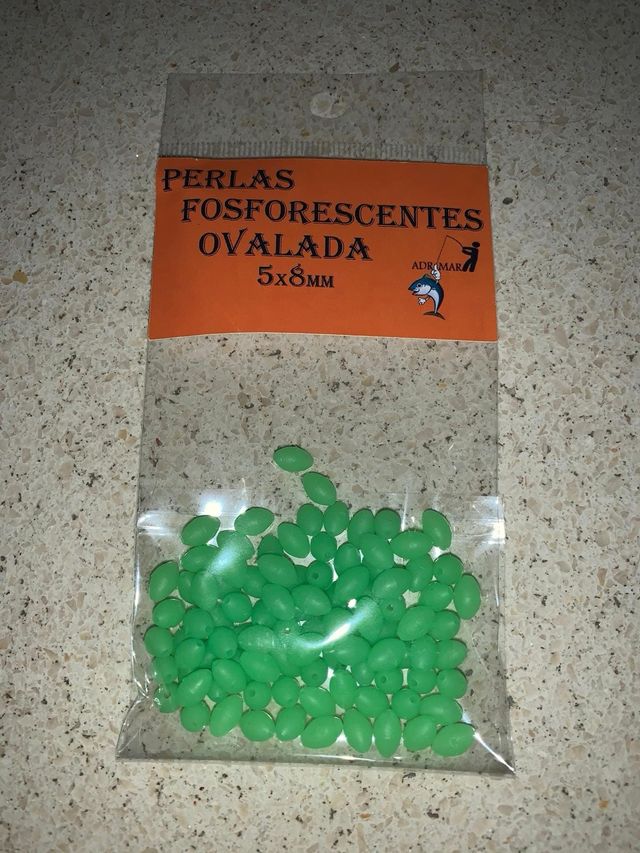 PERLAS
FOSFORESCENTES
OVALADA
5x8MM
ADRIMAR